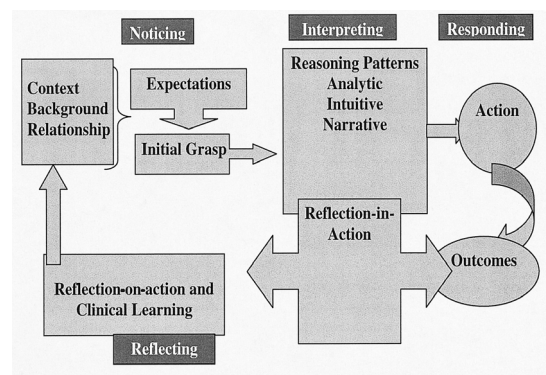 Noticing
Interpreting
Responding
Context
Background
Relationship
Expectations
Initial Grasp
Reasoning Patterns
Analytic
Intuitive
Narrative
Action
Reflection-in-
Action
Outcomes
Reflection-on-action and
Clinical Learning
Reflecting